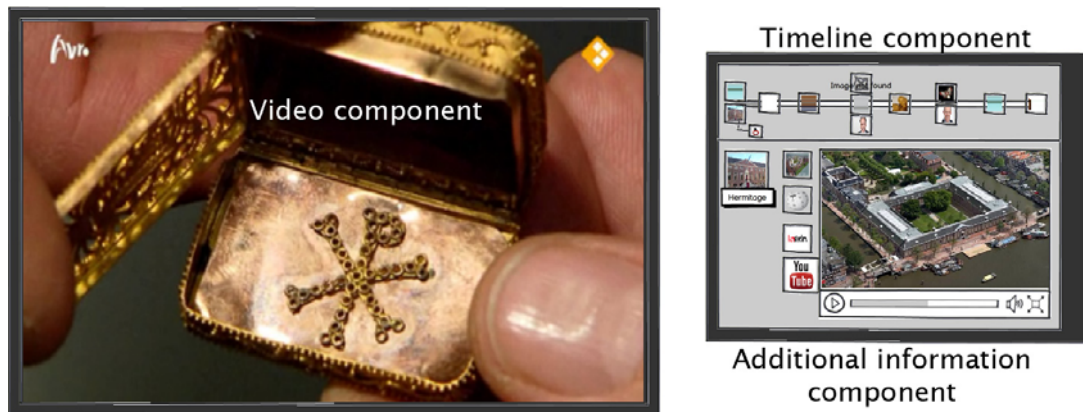 Avro
Video component
Timeline component
Hermitage
You
Tube
Additional information
component